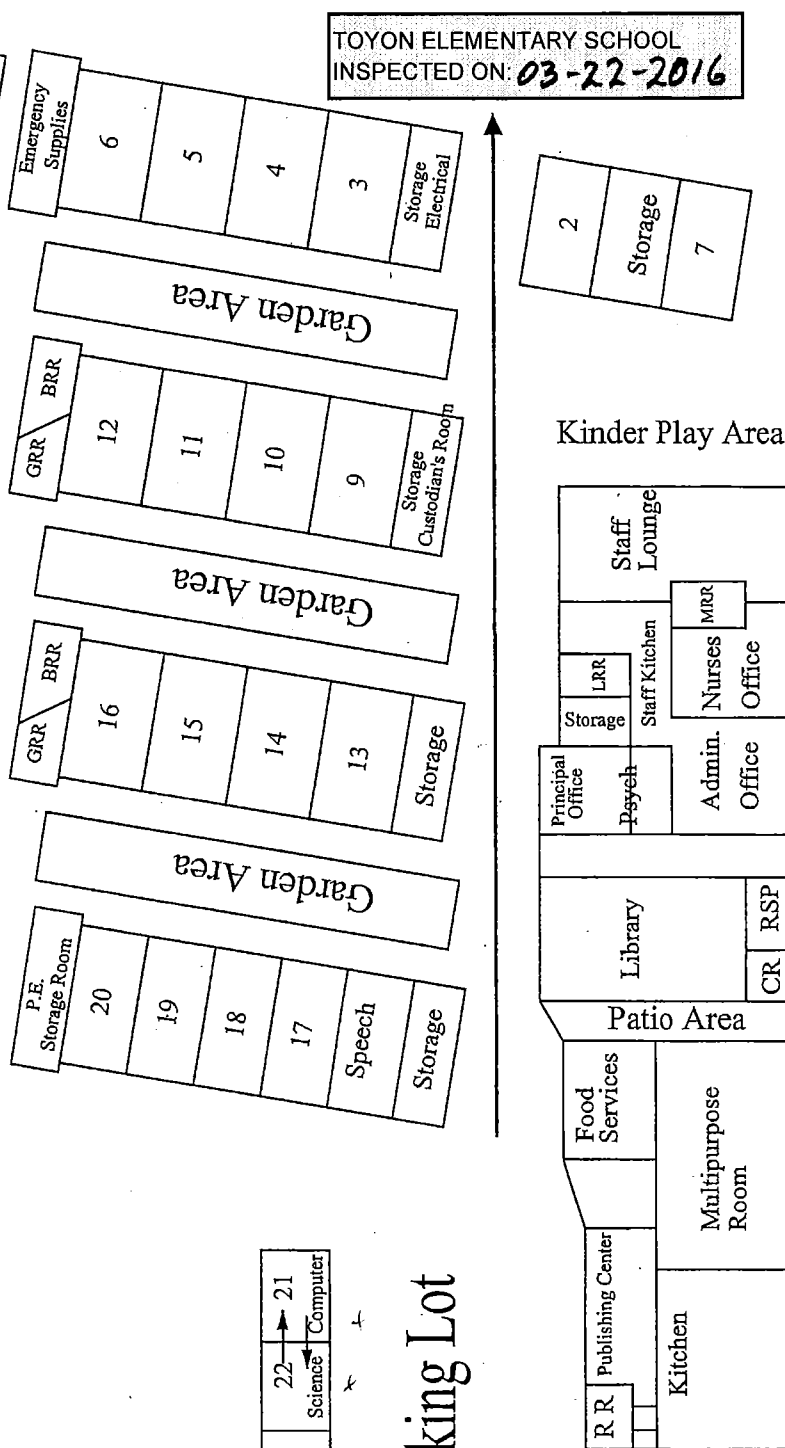 TOYON ELEMENTARY SCHOOL
INSPECTED ON: 03-22-2016
Emergency
Supplies
6
5
4
3
Storage
Electrical
Garden Area
GRR
BRR
12
11
10
9
Storage
Custodian's Room
Garden Area
GRR
BRR
16
15
14
13
Storage
Garden Area
P.E.
Storage Room
20
19
18
17
Speech
Storage
2
Storage
7
Kinder Play Area
Staff
Lounge
MRR
LRR
Storage
Staff Kitchen
Nurses
Office
Principal
Office
Psych
Admin.
Office
Library
RSP
CR
Patio Area
Food
Services
Multipurpose
Room
Publishing Center
R R
Kitchen
22
21
Science
Computer
x
x
king Lot